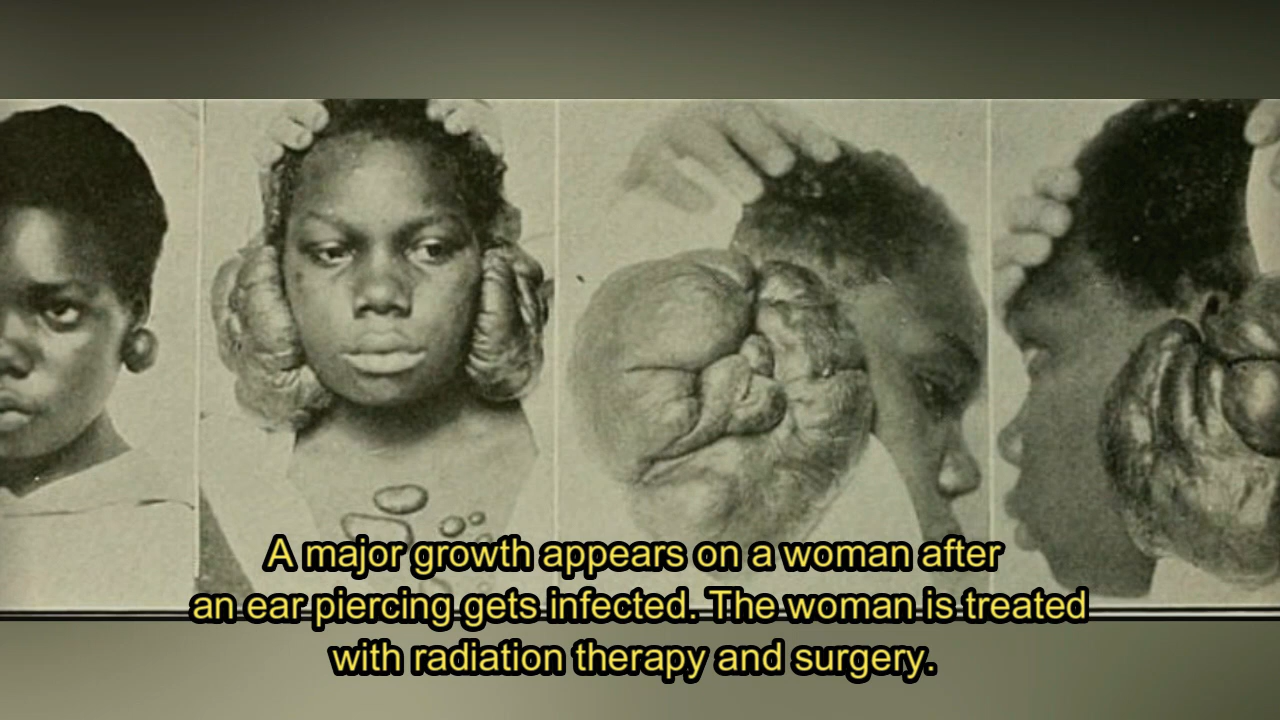 A major growth appears on a woman after
an ear piercing gets infected. The woman is treated
with radiation therapy and surgery.